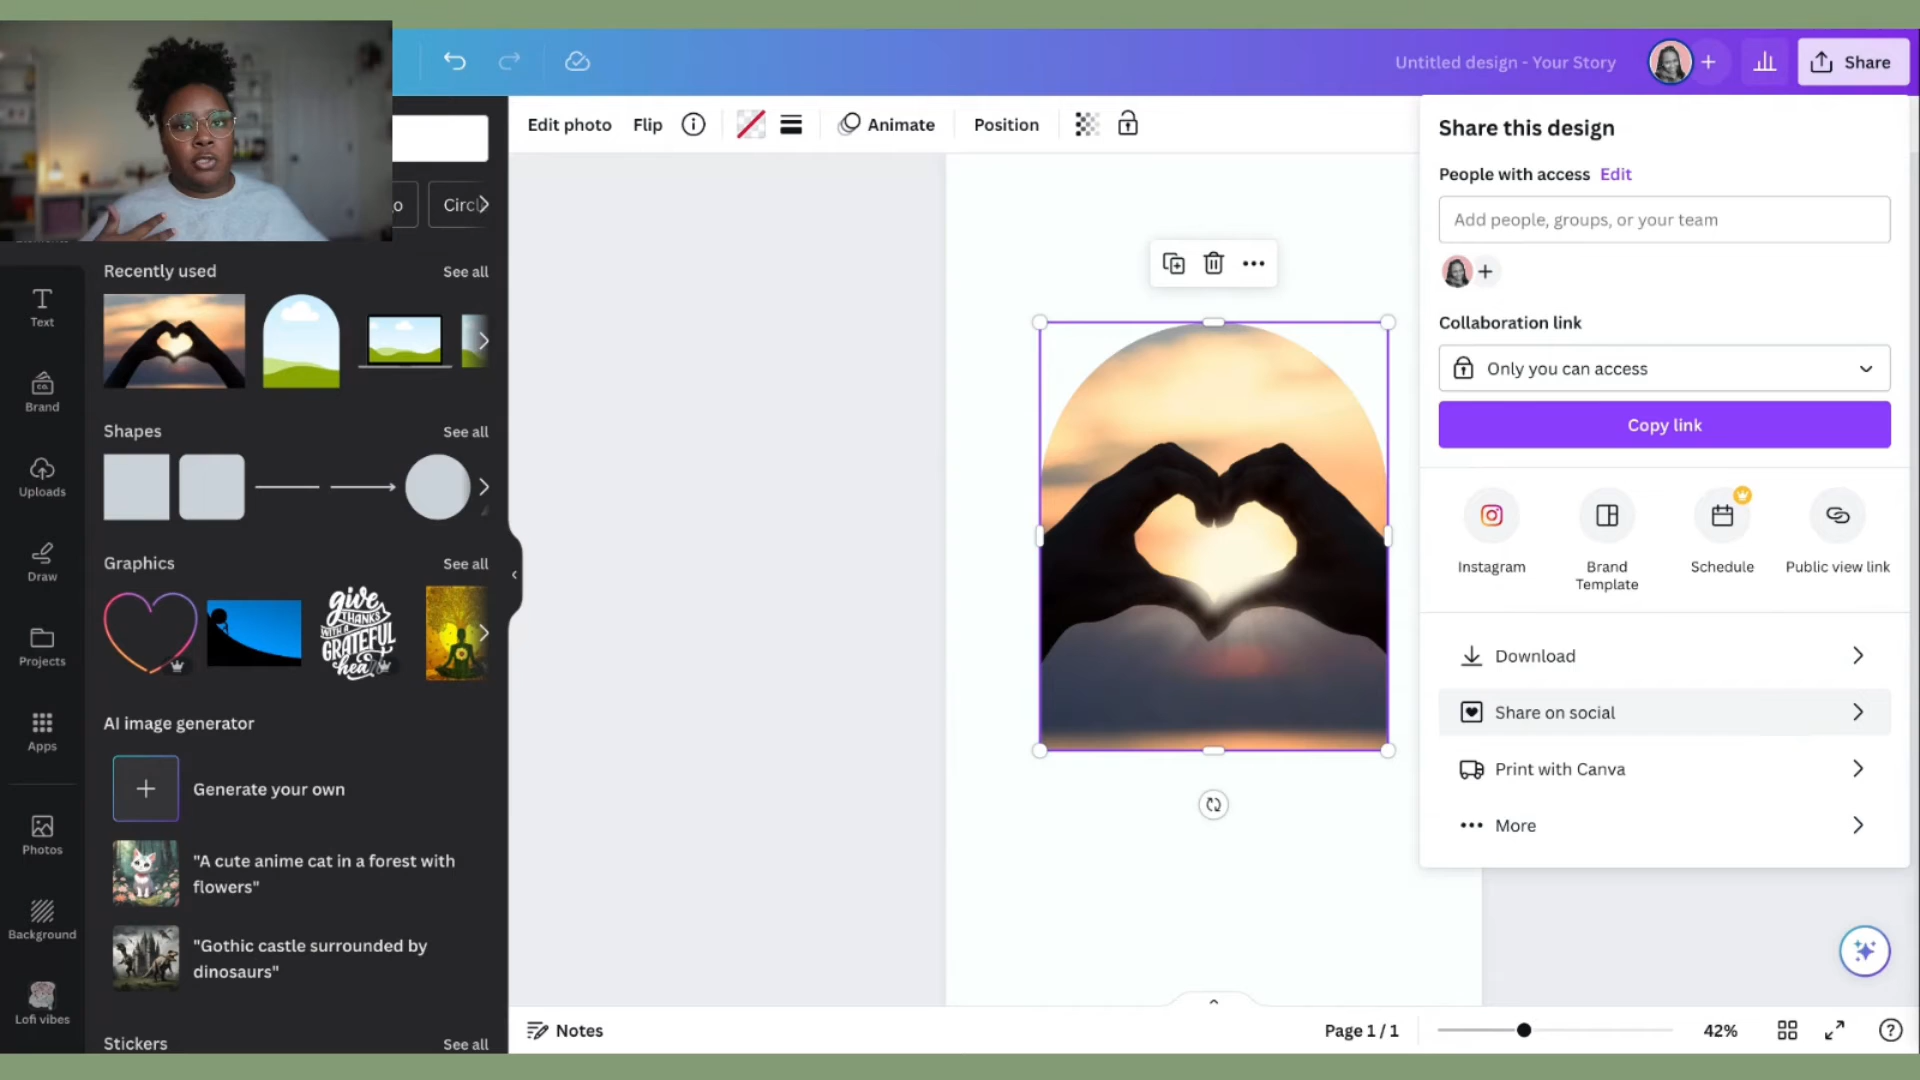 Untitled design - Your Story
Share
Edit photo
Flip
Animate
Position
Share this design
People with access Edit
Add people, groups, or your team
Collaboration link
Only you can access
Copy link
Instagram
Brand
Template
Schedule
Public view link
Download
Share on social
Print with Canva
More
Text
Brand
Uploads
Draw
Projects
Apps
Photos
Background
Lofi vibes
Recently used
See all
Shapes
See all
Graphics
See all
give
THANKS
WITH A
GRATEFUL
AI image generator
Generate your own
"A cute anime cat in a forest with
flowers"
"Gothic castle surrounded by
dinosaurs"
Stickers
See all
Notes
Page 1 / 1
42%